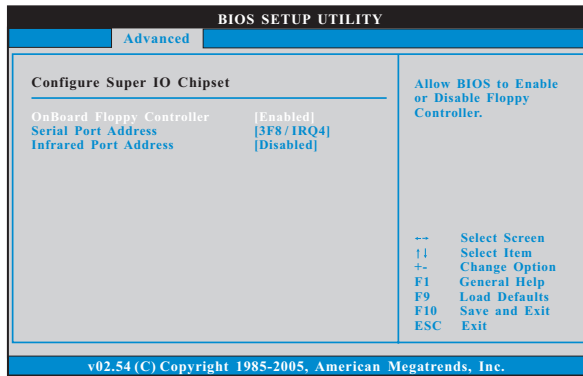 BIOS SETUP UTILITY
Advanced
Configure Super IO Chipset
OnBoard Floppy Controller [Enabled]
Serial Port Address [3F8 / IRQ4]
Infrared Port Address [Disabled]
Allow BIOS to Enable
or Disable Floppy
Controller.
←→ Select Screen
↑↓ Select Item
+- Change Option
F1 General Help
F9 Load Defaults
F10 Save and Exit
ESC Exit
v02.54 (C) Copyright 1985-2005, American Megatrends, Inc.